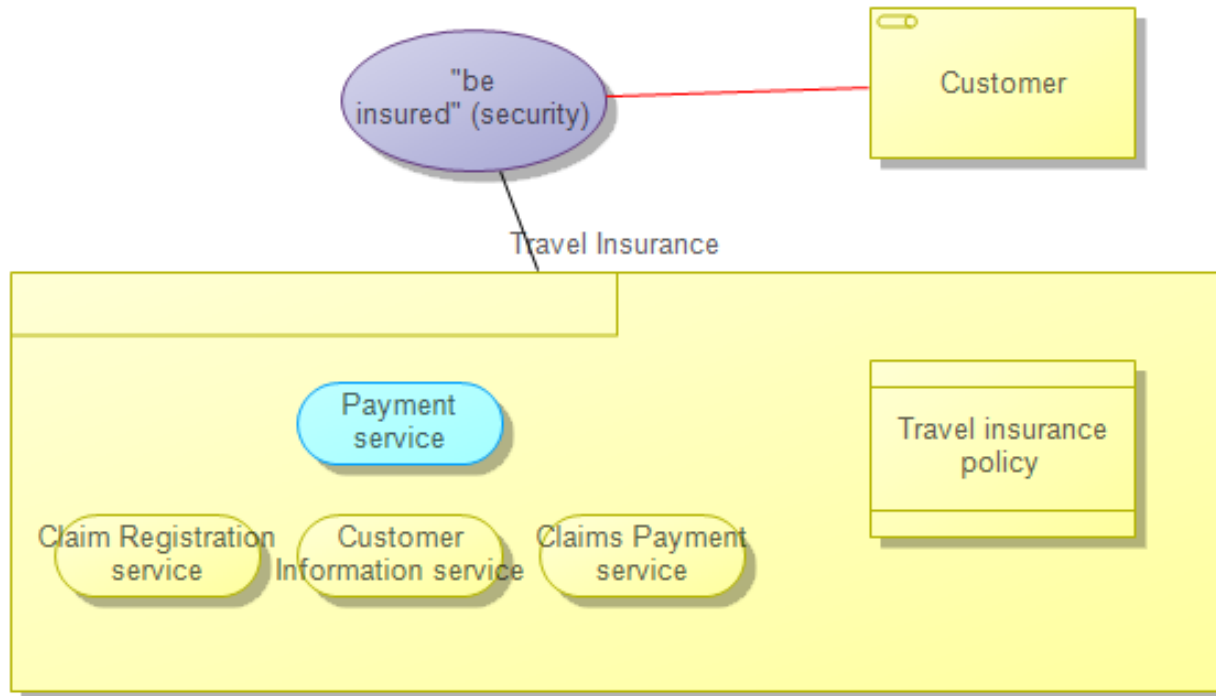 "be
insured" (security)
Customer
Travel Insurance
Payment
service
Travel insurance
policy
Claim Registration
service
Customer
Information service
Claims Payment
service